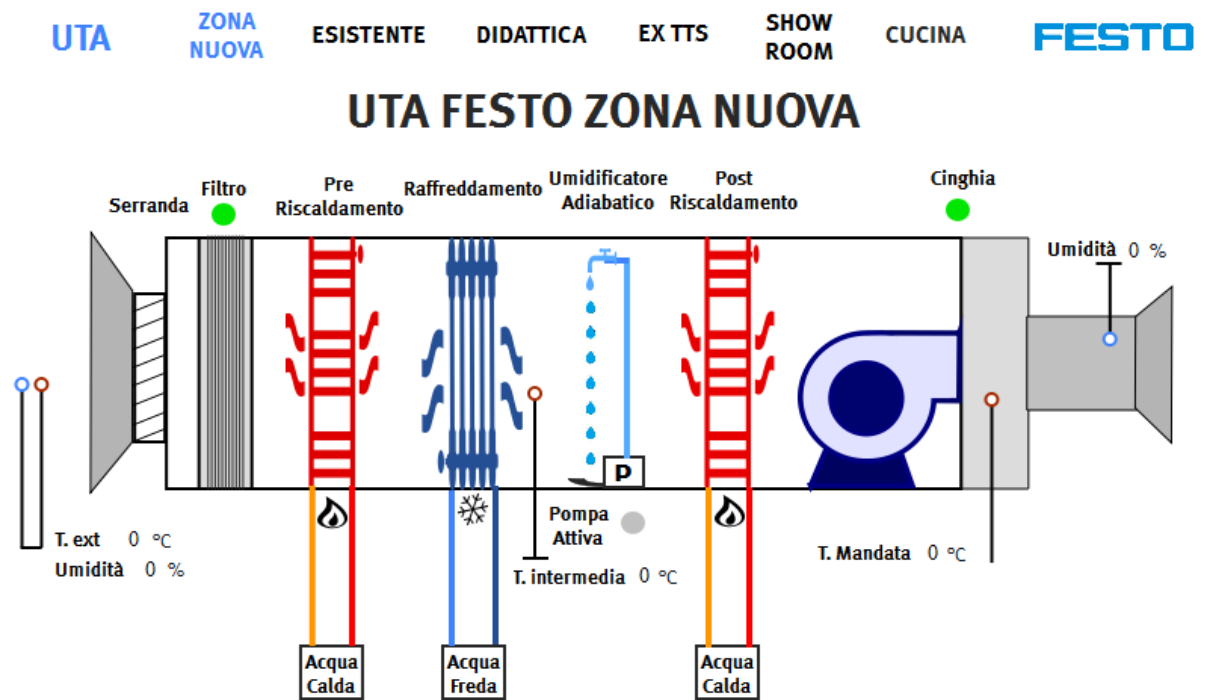 UTA
ZONA
NUOVA
ESISTENTE
DIDATTICA
EX TTS
SHOW
ROOM
CUCINA
FESTO
UTA FESTO ZONA NUOVA
Serranda
Filtro
Pre
Riscaldamento
Raffreddamento
Umidificatore
Adiabatico
Post
Riscaldamento
Cinghia
Umidità 0 %
P
T. ext 0 °C
Umidità 0 %
Pompa
Attiva
T. intermedia 0 °C
T. Mandata 0 °C
Acqua
Calda
Acqua
Freda
Acqua
Calda